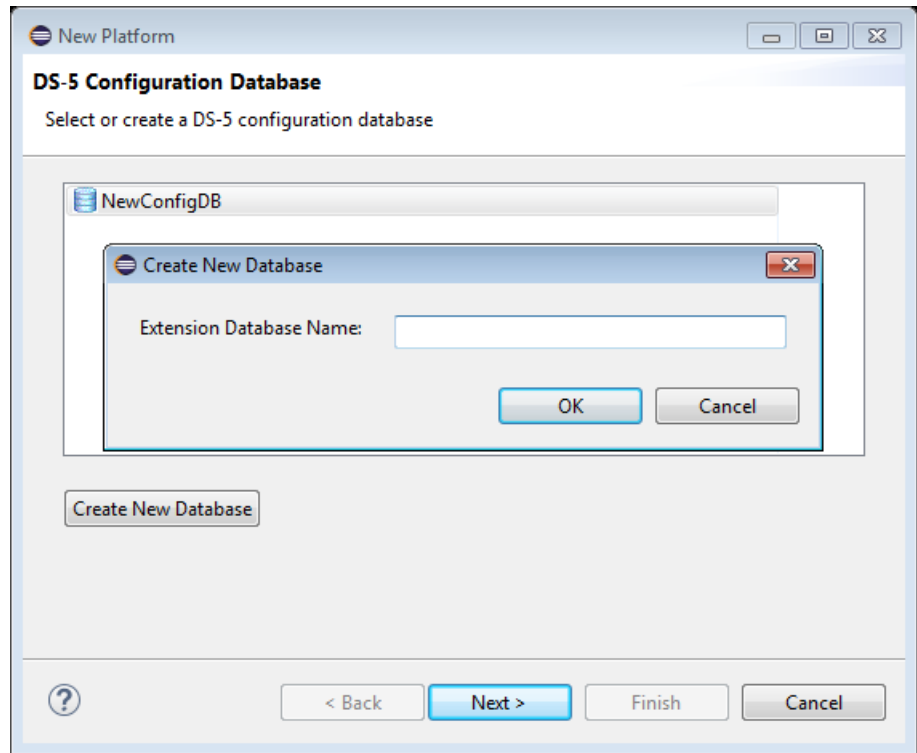 New Platform
DS-5 Configuration Database
Select or create a DS-5 configuration database
NewConfigDB
Create New Database
Extension Database Name:
OK Cancel
Create New Database
? < Back Next > Finish Cancel